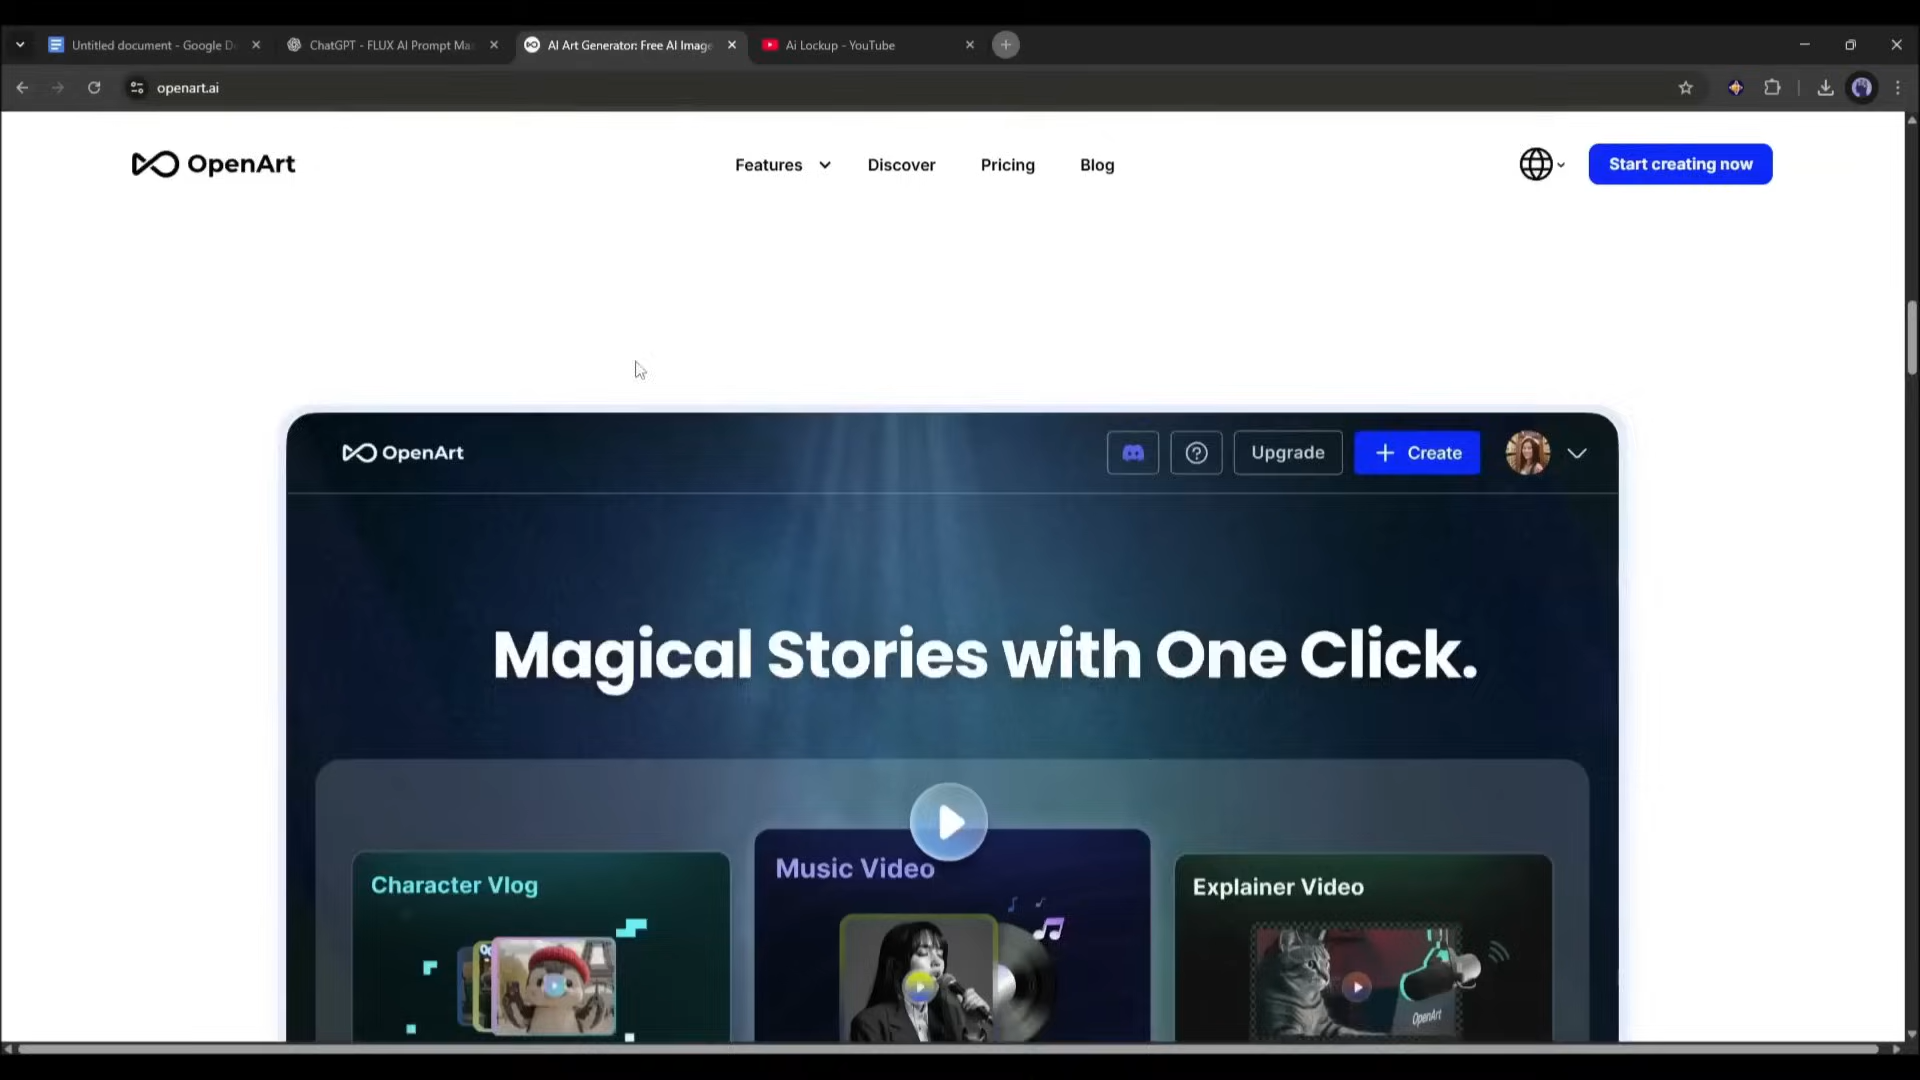 Untitled document - Google D
ChatGPT - FLUX AI Prompt Ma
AI Art Generator: Free AI Image
Ai Lockup - YouTube
openart.ai
OpenArt
Features
Discover
Pricing
Blog
Start creating now
OpenArt
Upgrade
+ Create
Magical Stories with One Click.
Character Vlog
Music Video
Explainer Video
OpenArt